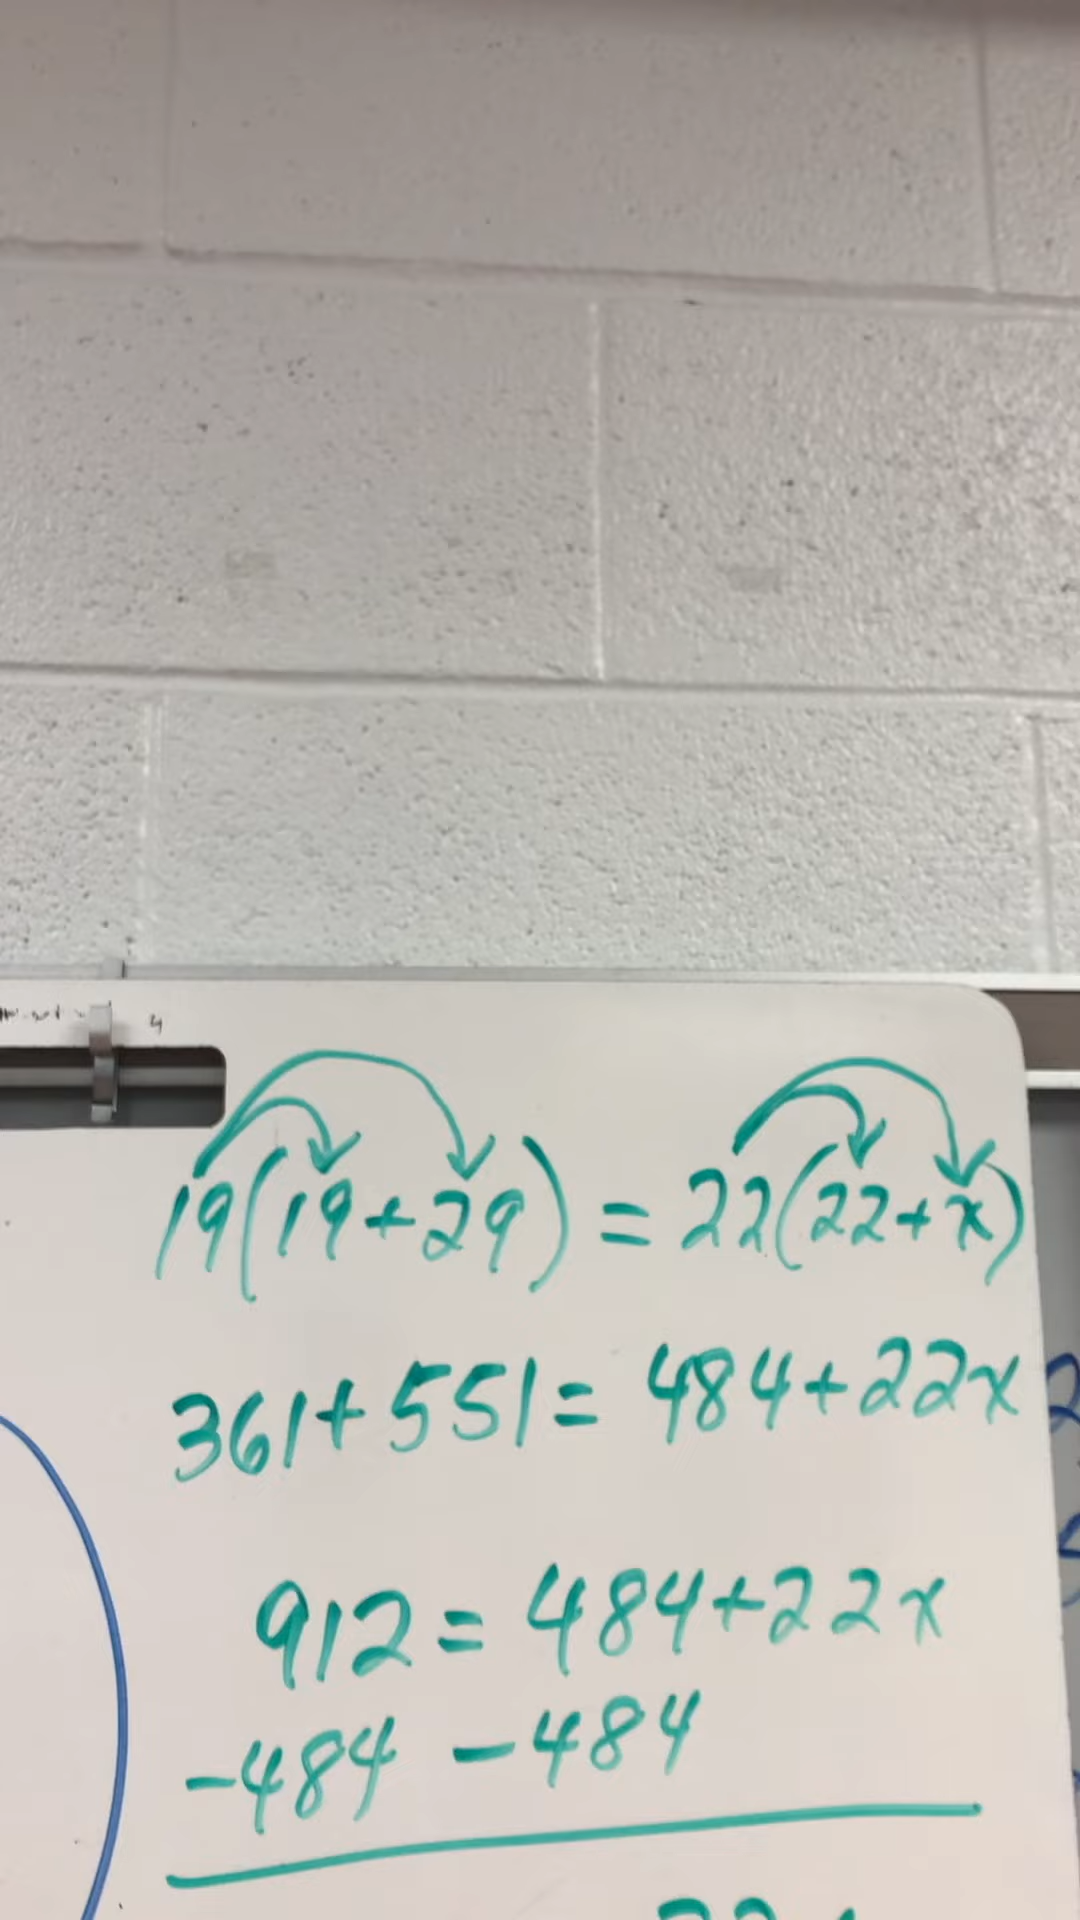 19(19+29) = 22(22+x)
361+551= 484+22x
912= 484+22x
-484 -484